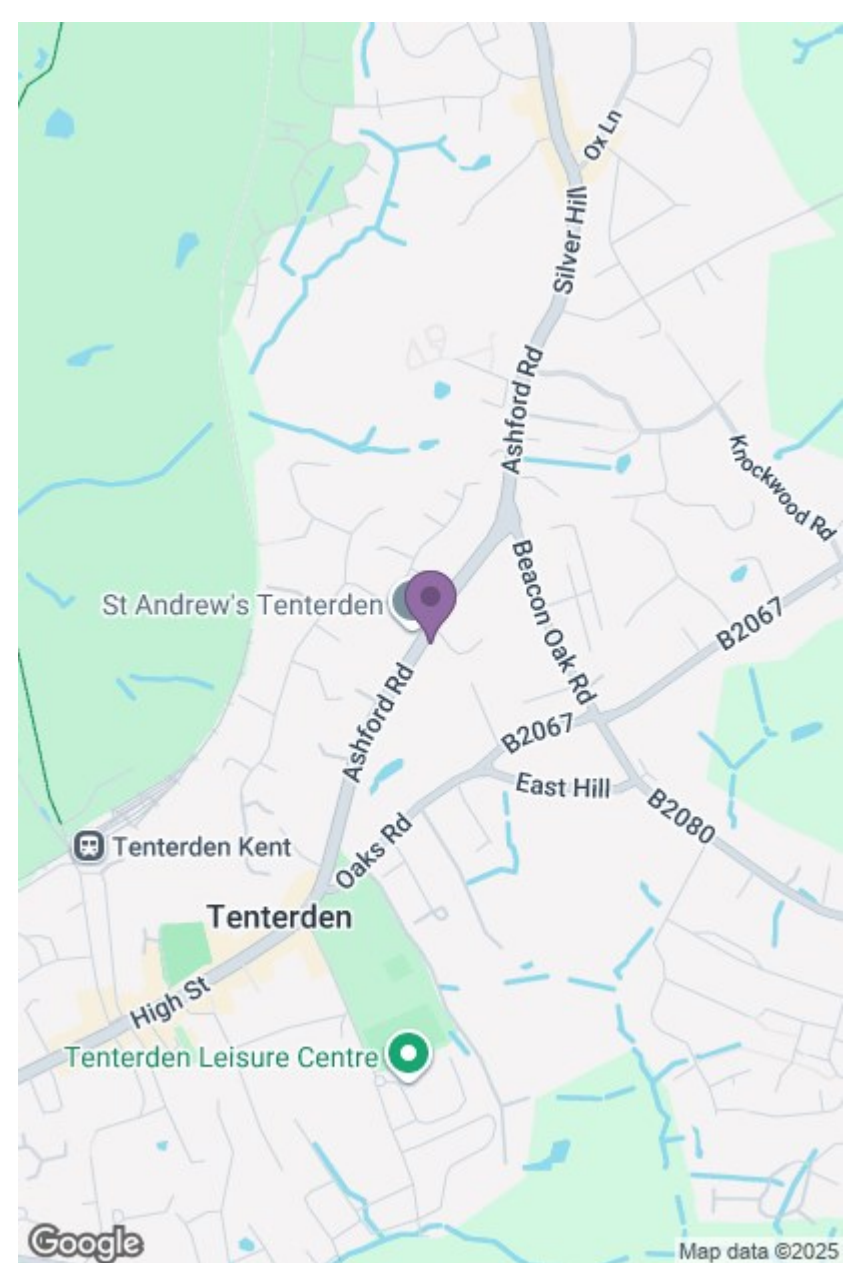 Ox Ln
Silver Hill
Ashford Rd
Knockwood Rd
Beacon Oak Rd
St Andrew's Tenterden
B2067
Ashford Rd
B2067
East Hill
B2080
Oaks Rd
Tenterden Kent
Tenterden
High St
Tenterden Leisure Centre
Google
Map data ©2025